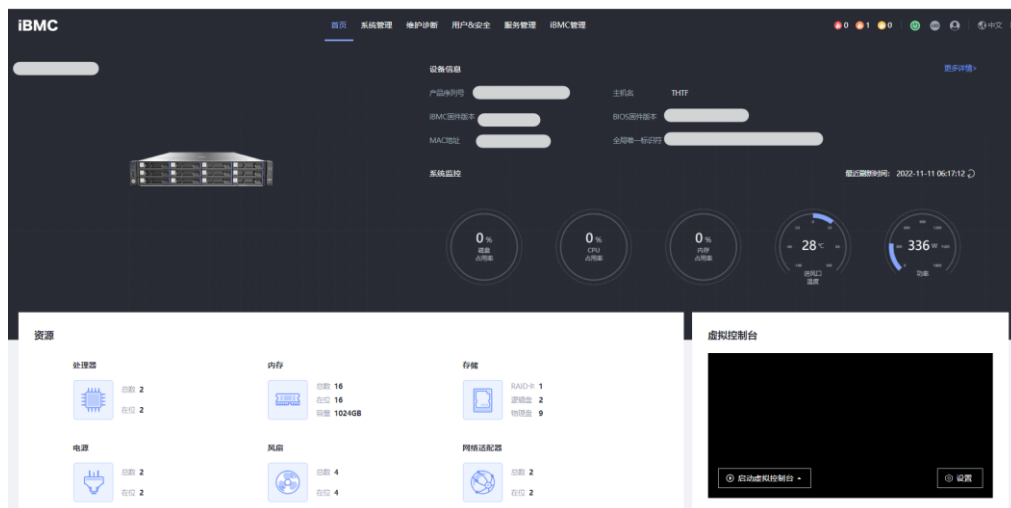 iBMC
首页 系统管理 维护诊断 用户&安全 服务管理 iBMC管理
0 1 0 中文
设备信息 更多详情>
产品序列号 主机名 THTF
iBMC固件版本 BIOS固件版本
MAC地址 全局唯一标识符
系统监控 最近刷新时间: 2022-11-11 06:17:12
0 %
磁盘
占用率
0 %
CPU
占用率
0 %
内存
占用率
28 ℃
进风口
温度
336 W
功率
资源
处理器
总数 2
在位 2
内存
总数 16
在位 16
容量 1024GB
存储
RAID卡 1
逻辑盘 2
物理盘 9
电源
总数 2
在位 2
风扇
总数 4
在位 4
网络适配器
总数 2
在位 2
虚拟控制台
启动虚拟控制台
设置